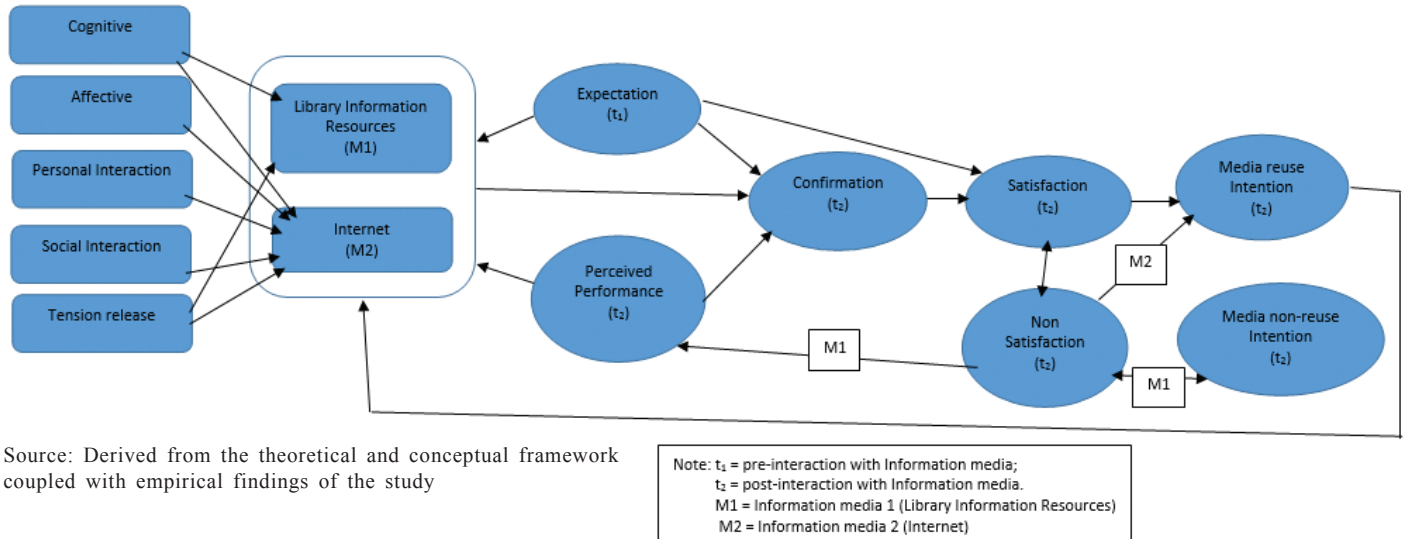 Cognitive
Affective
Personal Interaction
Social Interaction
Tension release
Library Information
Resources
(M1)
Internet
(M2)
Expectation
(t₁)
Perceived
Performance
(t₂)
Confirmation
(t₂)
Satisfaction
(t₂)
Non
Satisfaction
(t₂)
Media reuse
Intention
(t₂)
Media non-reuse
Intention
(t₂)
M2
M1
M1
Source: Derived from the theoretical and conceptual framework
coupled with empirical findings of the study
Note: t₁ = pre-interaction with Information media;
t₂ = post-interaction with Information media.
M1 = Information media 1 (Library Information Resources)
M2 = Information media 2 (Internet)